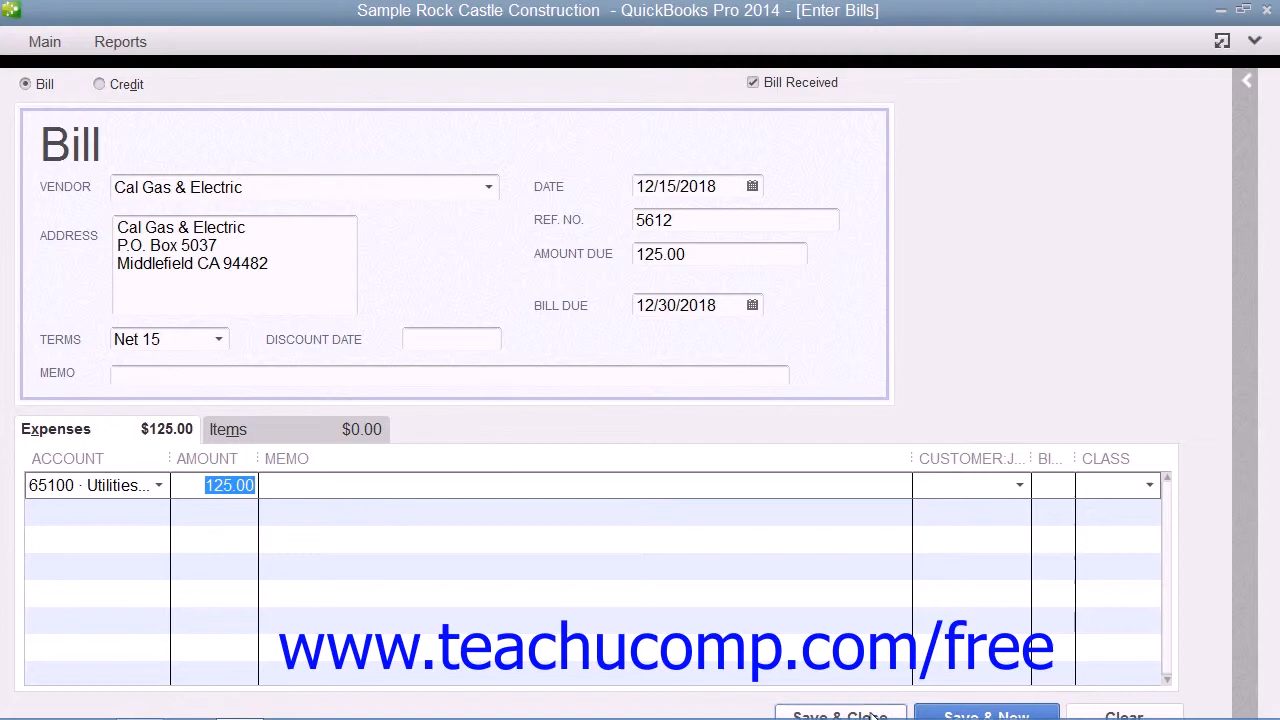 Sample Rock Castle Construction - QuickBooks Pro 2014 - [Enter Bills]
Main Reports
Bill Credit Bill Received
Bill
VENDOR Cal Gas & Electric DATE 12/15/2018
REF. NO. 5612
ADDRESS Cal Gas & Electric
P.O. Box 5037
Middlefield CA 94482
AMOUNT DUE 125.00
BILL DUE 12/30/2018
TERMS Net 15 DISCOUNT DATE
MEMO
Expenses $125.00 Items $0.00
ACCOUNT AMOUNT MEMO CUSTOMER:J... BI... CLASS
65100 · Utilities... 125.00
www.teachucomp.com/free
Save & Close Save & New Clear